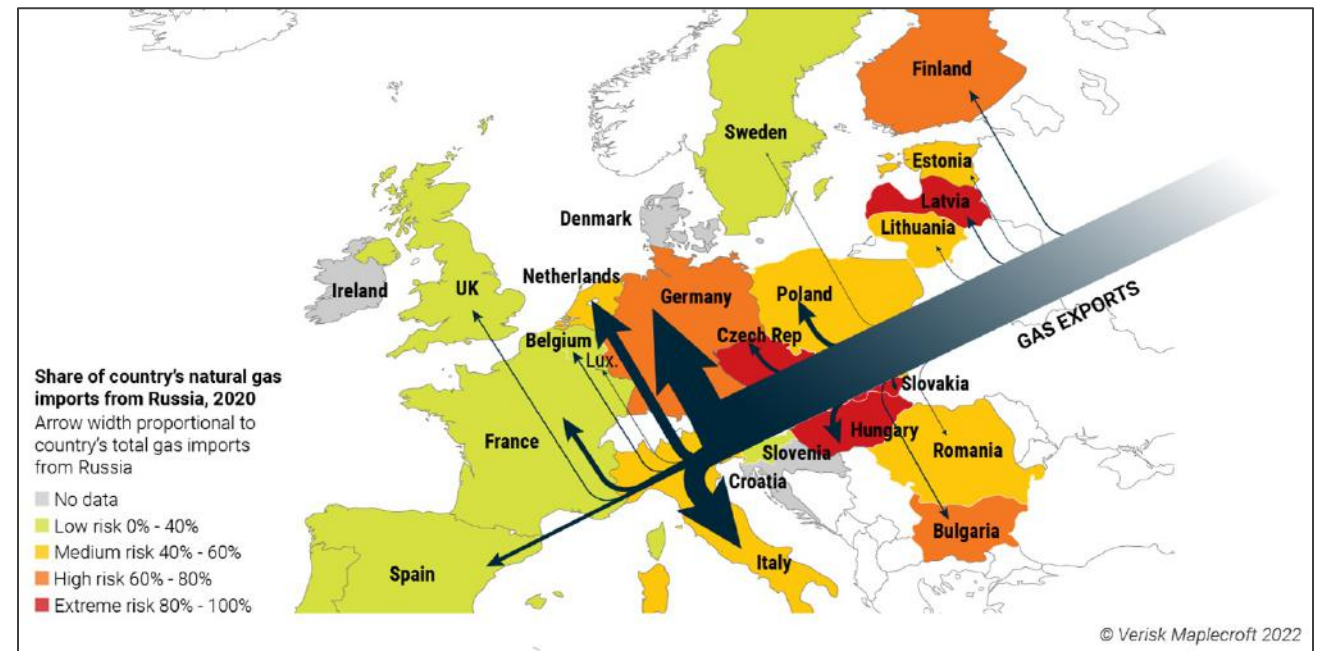 Finland
Sweden
Estonia
Latvia
Lithuania
Denmark
Netherlands
Ireland
UK
Germany
Poland
GAS EXPORTS
Belgium
Czech Rep
Lux.
Slovakia
France
Hungary
Slovenia
Romania
Croatia
Bulgaria
Italy
Spain
Share of country's natural gas
imports from Russia, 2020
Arrow width proportional to
country's total gas imports
from Russia
No data
Low risk 0% - 40%
Medium risk 40% - 60%
High risk 60% - 80%
Extreme risk 80% - 100%
© Verisk Maplecroft 2022